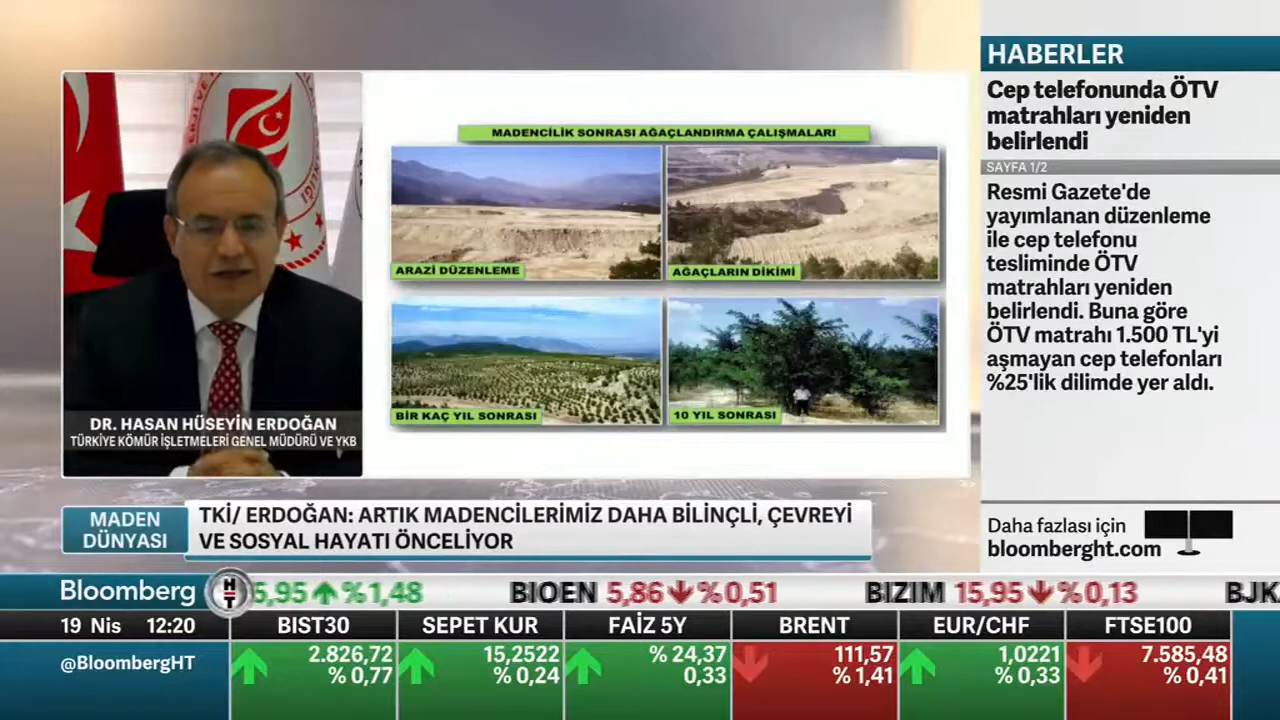 HABERLER
Cep telefonunda ÖTV
matrahları yeniden
belirlendi
SAYFA 1/2
Resmi Gazete'de
yayımlanan düzenleme
ile cep telefonu
tesliminde ÖTV
matrahları yeniden
belirlendi. Buna göre
ÖTV matrahı 1.500 TL'yi
aşmayan cep telefonları
%25'lik dilimde yer aldı.
Daha fazlası için
bloomberght.com
MADENCİLİK SONRASI AĞAÇLANDIRMA ÇALIŞMALARI
ARAZİ DÜZENLEME
AĞAÇLARIN DİKİMİ
BİR KAÇ YIL SONRASI
10 YIL SONRASI
DR. HASAN HÜSEYİN ERDOĞAN
TÜRKİYE KÖMÜR İŞLETMELERİ GENEL MÜDÜRÜ VE YKB
MADEN
DÜNYASI
TKİ/ ERDOĞAN: ARTIK MADENCİLERİMİZ DAHA BİLİNÇLİ, ÇEVREYİ
VE SOSYAL HAYATI ÖNCELİYOR
Bloomberg HT 5,95 %1,48 BIOEN 5,86 %0,51 BIZIM 15,95 %0,13 BJK
19 Nis 12:20 BIST30 SEPET KUR FAİZ 5Y BRENT EUR/CHF FTSE100
@BloombergHT 2.826,72 15,2522 % 24,37 111,57 1,0221 7.585,48
% 0,77 % 0,24 0,33 % 1,41 % 0,33 % 0,41